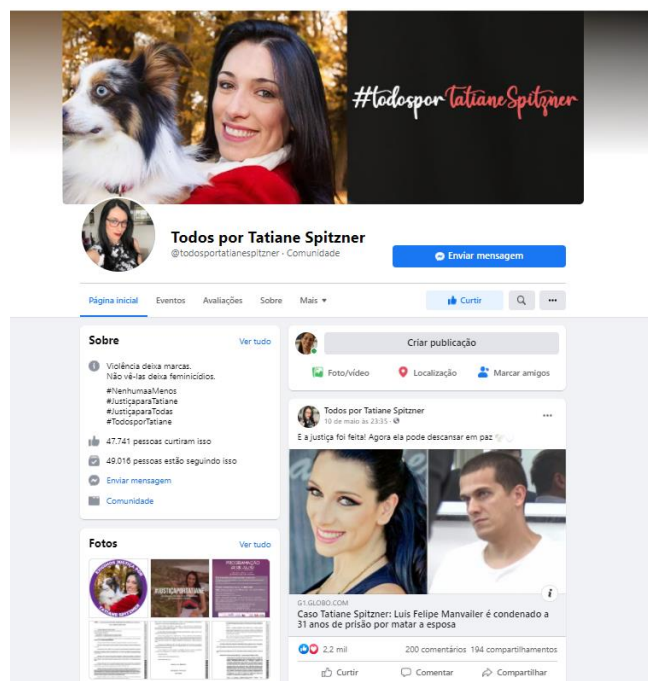 #todosporTatianeSpitzner
Todos por Tatiane Spitzner
@todosportatianespitzner · Comunidade
Enviar mensagem
Página inicial Eventos Avaliações Sobre Mais
Curtir
Sobre
Ver tudo
Violência deixa marcas.
Não vê-las deixa feminicídios.
#NenhumaaMenos
#JustiçaparaTatiane
#JustiçaparaTodas
#TodosporTatiane
47.741 pessoas curtiram isso
49.016 pessoas estão seguindo isso
Enviar mensagem
Comunidade
Fotos
Ver tudo
#JUSTIÇAPORTATIANE
Criar publicação
Foto/vídeo Localização Marcar amigos
Todos por Tatiane Spitzner
10 de maio às 23:35 ·
E a justiça foi feita! Agora ela pode descansar em paz
G1.GLOBO.COM
Caso Tatiane Spitzner: Luis Felipe Manvailer é condenado a
31 anos de prisão por matar a esposa
2,2 mil
200 comentários 194 compartilhamentos
Curtir Comentar Compartilhar